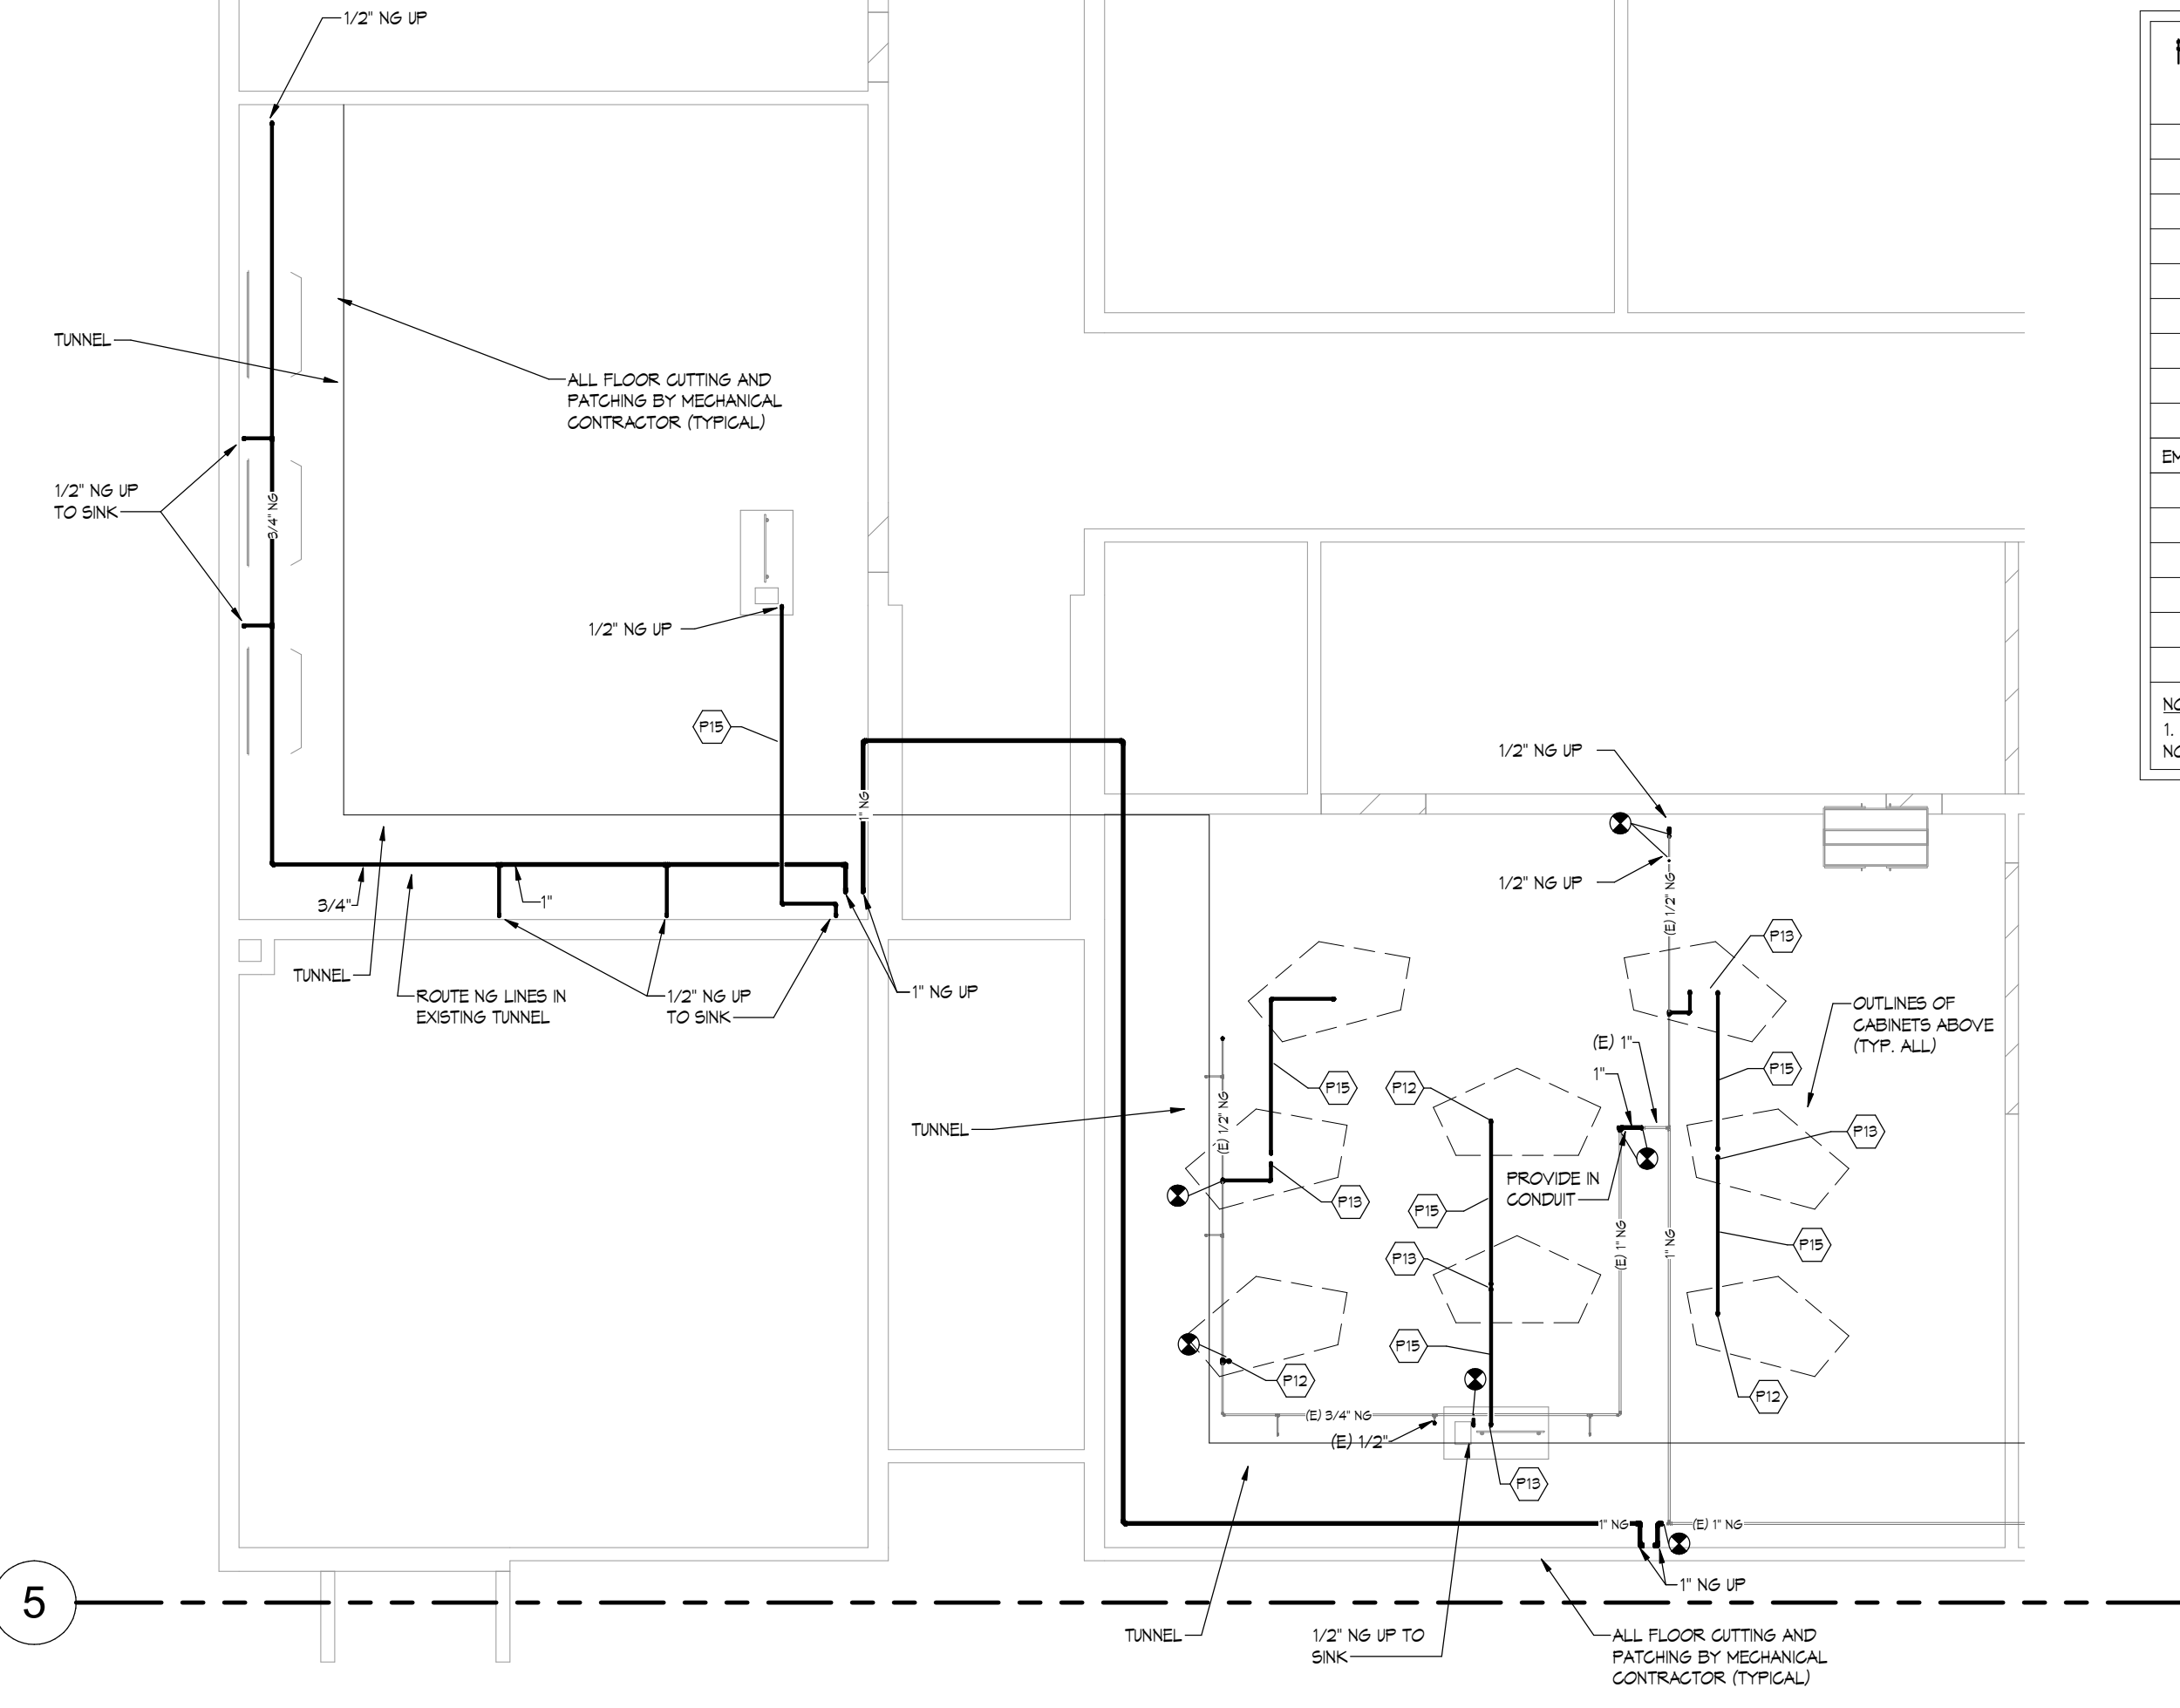 1/2" NG UP
TUNNEL
ALL FLOOR CUTTING AND
PATCHING BY MECHANICAL
CONTRACTOR (TYPICAL)
1/2" NG UP
TO SINK
3/4" NG
1/2" NG UP
P15
1" NG
3/4"
1"
TUNNEL
ROUTE NG LINES IN
EXISTING TUNNEL
1/2" NG UP
TO SINK
1" NG UP
1/2" NG UP
1/2" NG UP
(E) 1/2" NG
P13
OUTLINES OF
CABINETS ABOVE
(TYP. ALL)
(E) 1"
1"
P15
P15
P12
P13
TUNNEL
(E) 1/2" NG
PROVIDE IN
CONDUIT
P13
P15
(E) 1" NG
1" NG
P15
P13
P15
P12
P12
(E) 3/4" NG
(E) 1/2"
P13
1" NG
(E) 1" NG
1" NG UP
5
TUNNEL
1/2" NG UP TO
SINK
ALL FLOOR CUTTING AND
PATCHING BY MECHANICAL
CONTRACTOR (TYPICAL)
1.